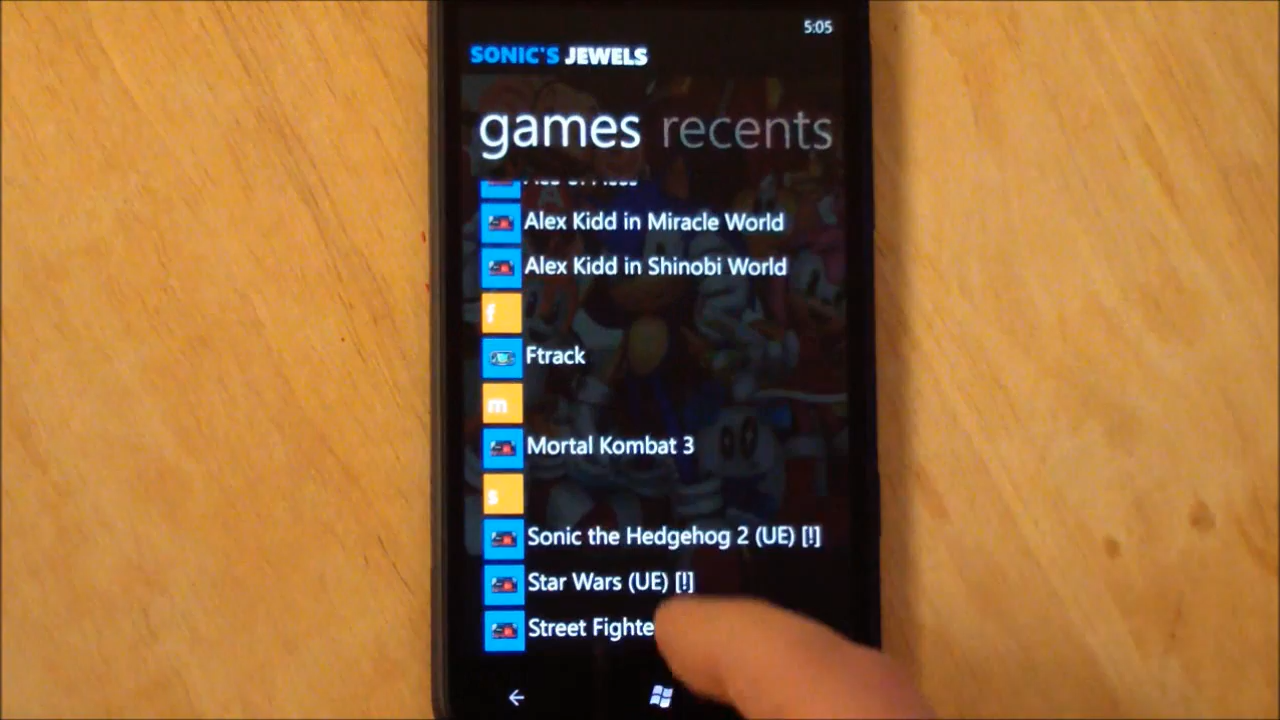 5:05
SONIC'S JEWELS
games recents
Alex Kidd in Miracle World
Alex Kidd in Shinobi World
f
Ftrack
m
Mortal Kombat 3
s
Sonic the Hedgehog 2 (UE) [!]
Star Wars (UE) [!]
Street Fighte